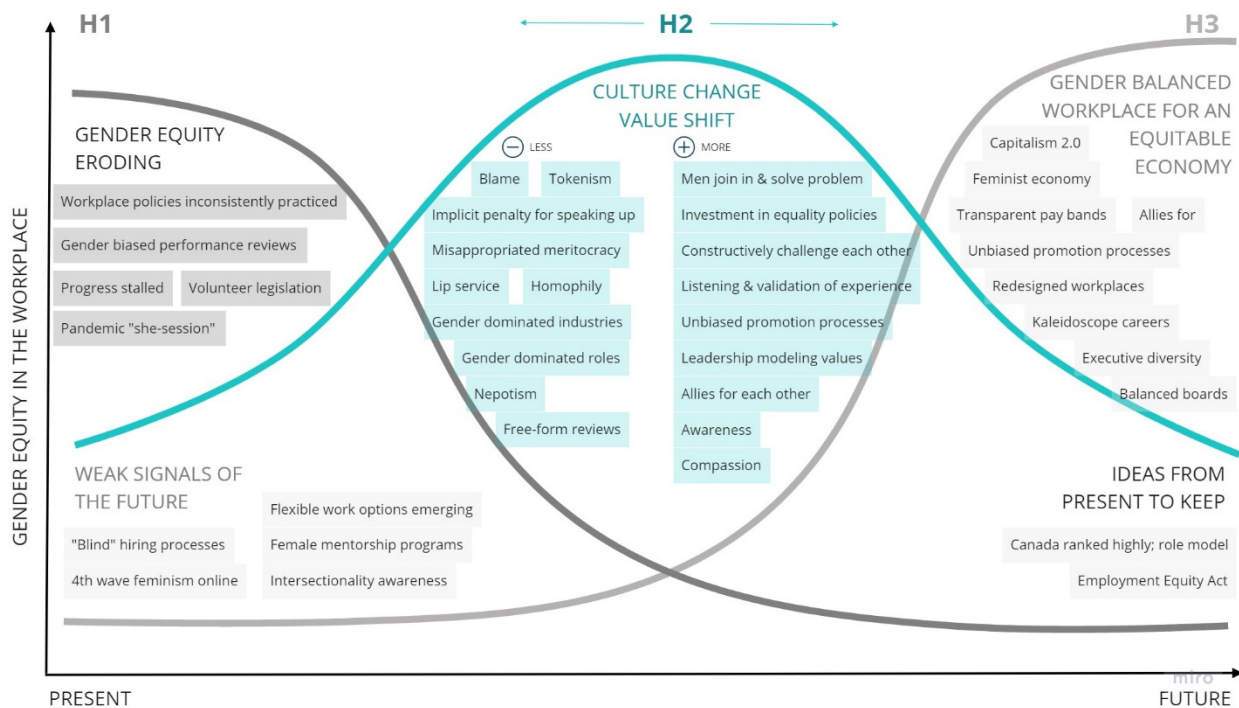 H1
H2
H3
GENDER EQUITY IN THE WORKPLACE
GENDER EQUITY
ERODING
Workplace policies inconsistently practiced
Gender biased performance reviews
Progress stalled
Volunteer legislation
Pandemic "she-session"
WEAK SIGNALS OF
THE FUTURE
"Blind" hiring processes
4th wave feminism online
Flexible work options emerging
Female mentorship programs
Intersectionality awareness
CULTURE CHANGE
VALUE SHIFT
− LESS
Blame
Tokenism
Implicit penalty for speaking up
Misappropriated meritocracy
Lip service
Homophily
Gender dominated industries
Gender dominated roles
Nepotism
Free-form reviews
+ MORE
Men join in & solve problem
Investment in equality policies
Constructively challenge each other
Listening & validation of experience
Unbiased promotion processes
Leadership modeling values
Allies for each other
Awareness
Compassion
GENDER BALANCED
WORKPLACE FOR AN
EQUITABLE
ECONOMY
Capitalism 2.0
Feminist economy
Transparent pay bands
Allies for
Unbiased promotion processes
Redesigned workplaces
Kaleidoscope careers
Executive diversity
Balanced boards
IDEAS FROM
PRESENT TO KEEP
Canada ranked highly; role model
Employment Equity Act
miro
PRESENT
FUTURE